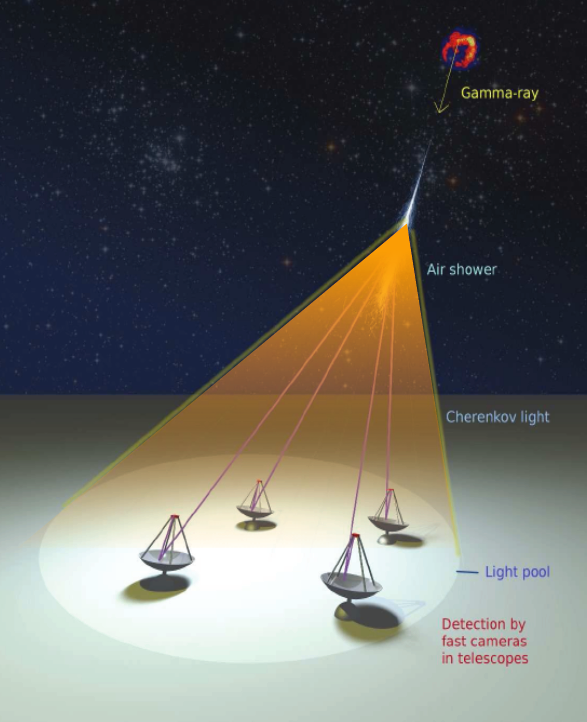 Gamma-ray
Air shower
Cherenkov light
Light pool
Detection by
fast cameras
in telescopes